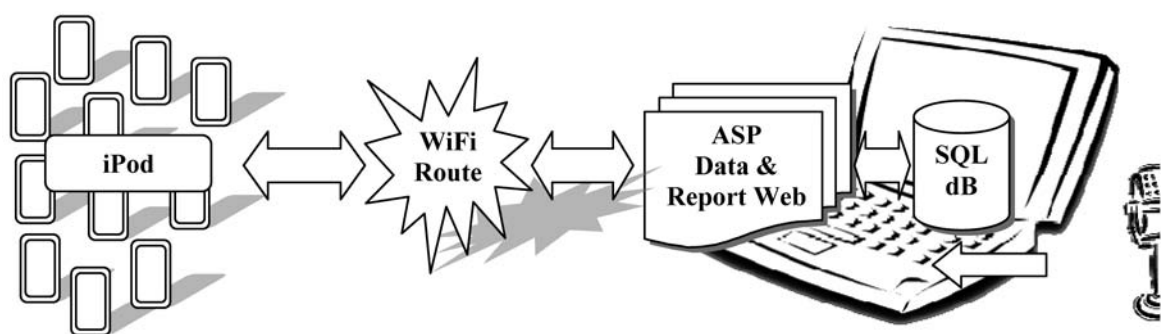 iPod
WiFi
Route
ASP
Data &
Report Web
SQL
dB